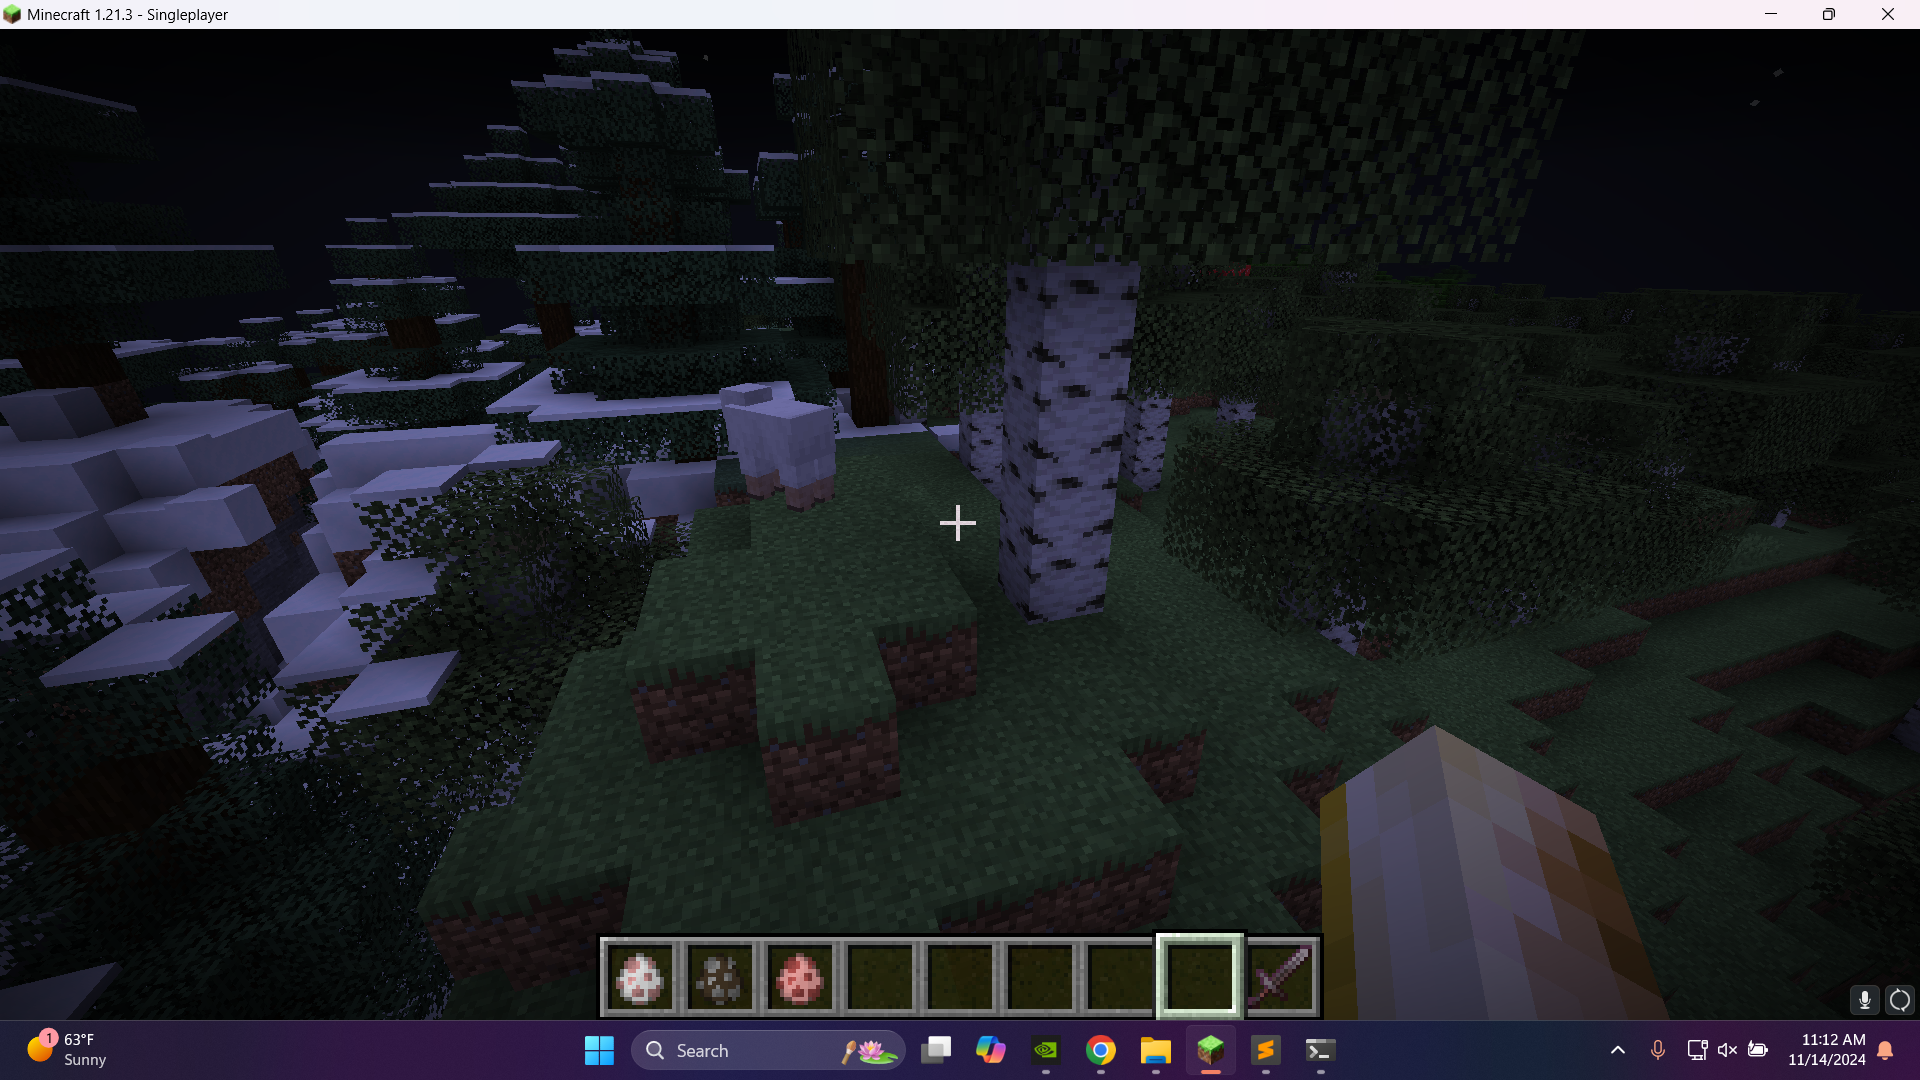 Minecraft 1.21.3 - Singleplayer
1
63°F
Sunny
Search
11:12 AM
11/14/2024